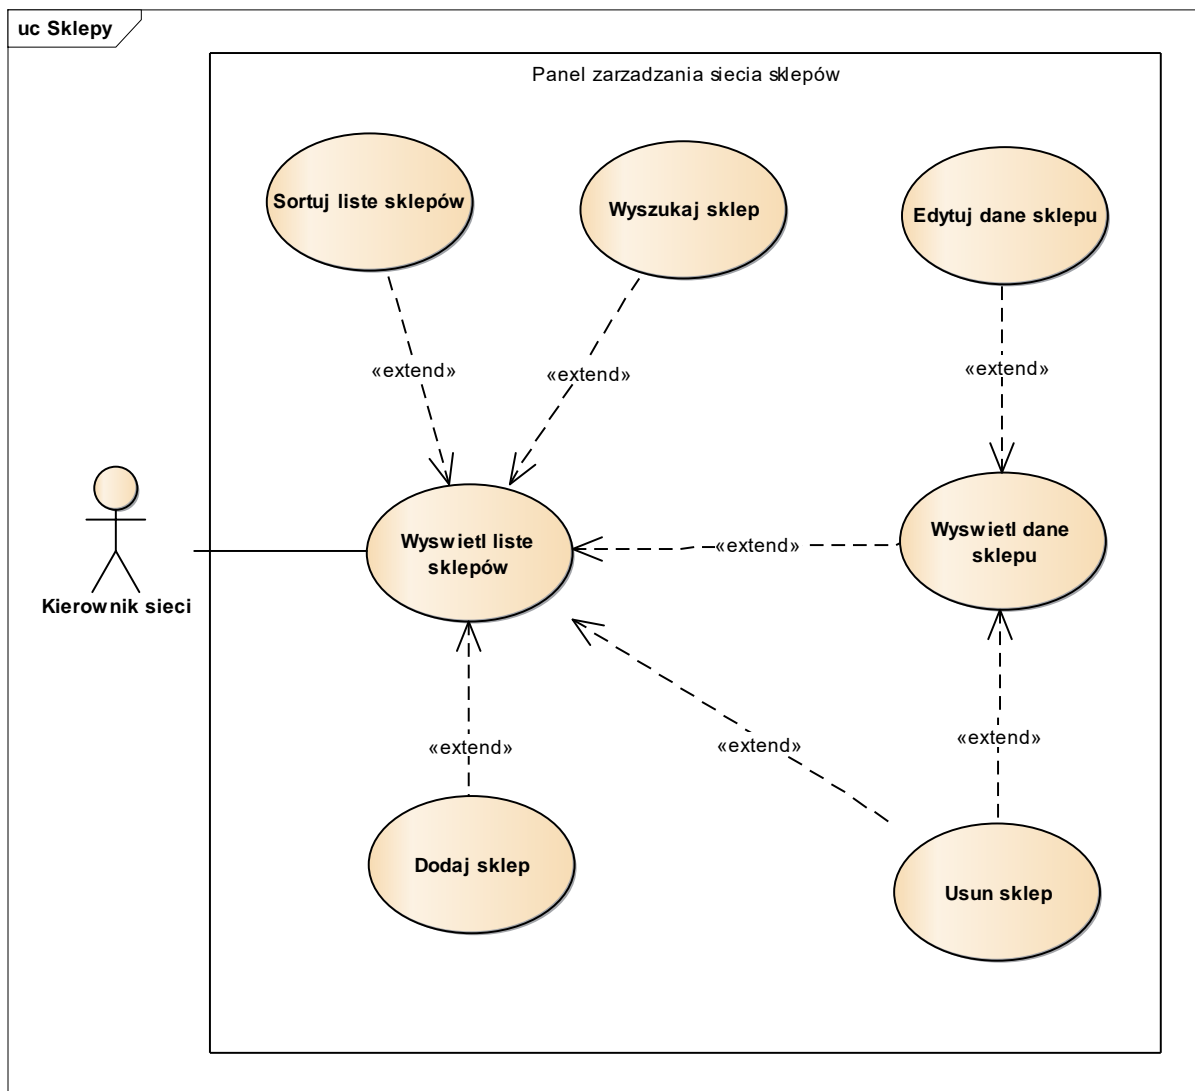 uc Sklepy
Panel zarzadzania siecia sklepów
Sortuj liste sklepów
Wyszukaj sklep
Edytuj dane sklepu
«extend»
«extend»
«extend»
Kierownik sieci
Wyswietl liste
sklepów
«extend»
Wyswietl dane
sklepu
«extend»
«extend»
«extend»
Dodaj sklep
Usun sklep